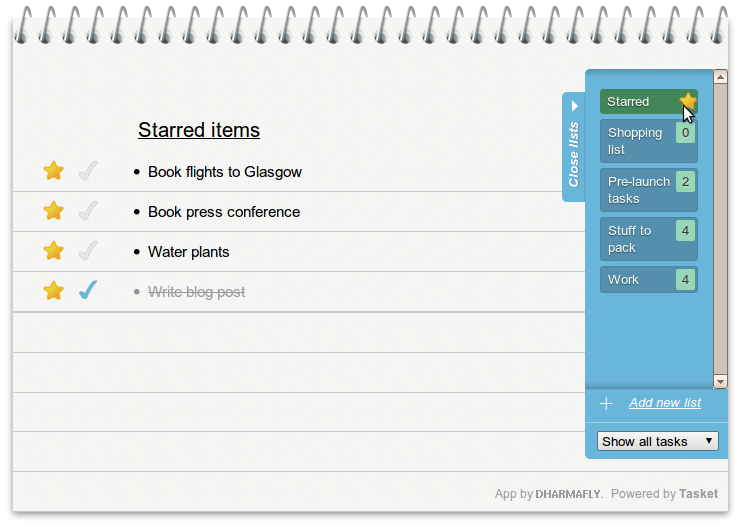 Starred items
Book flights to Glasgow
Book press conference
Water plants
Write blog post
Close lists
Starred
Shopping 0
list
Pre-launch 2
tasks
Stuff to 4
pack
Work 4
Add new list
Show all tasks
App by DHARMAFLY. Powered by Tasket